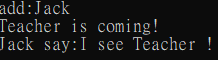 add:Jack
Teacher is coming!
Jack say:I see Teacher !